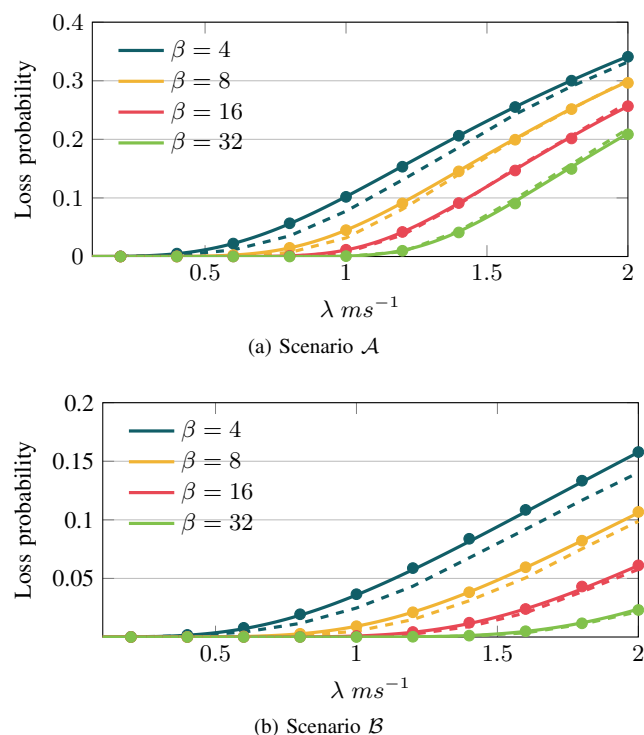 0.4
0.3
0.2
0.1
0
Loss probability
β = 4
β = 8
β = 16
β = 32
0.5 1 1.5 2
λ ms⁻¹
(a) Scenario 𝒜
0.2
0.15
0.1
0.05
Loss probability
β = 4
β = 8
β = 16
β = 32
0.5 1 1.5 2
λ ms⁻¹
(b) Scenario ℬ